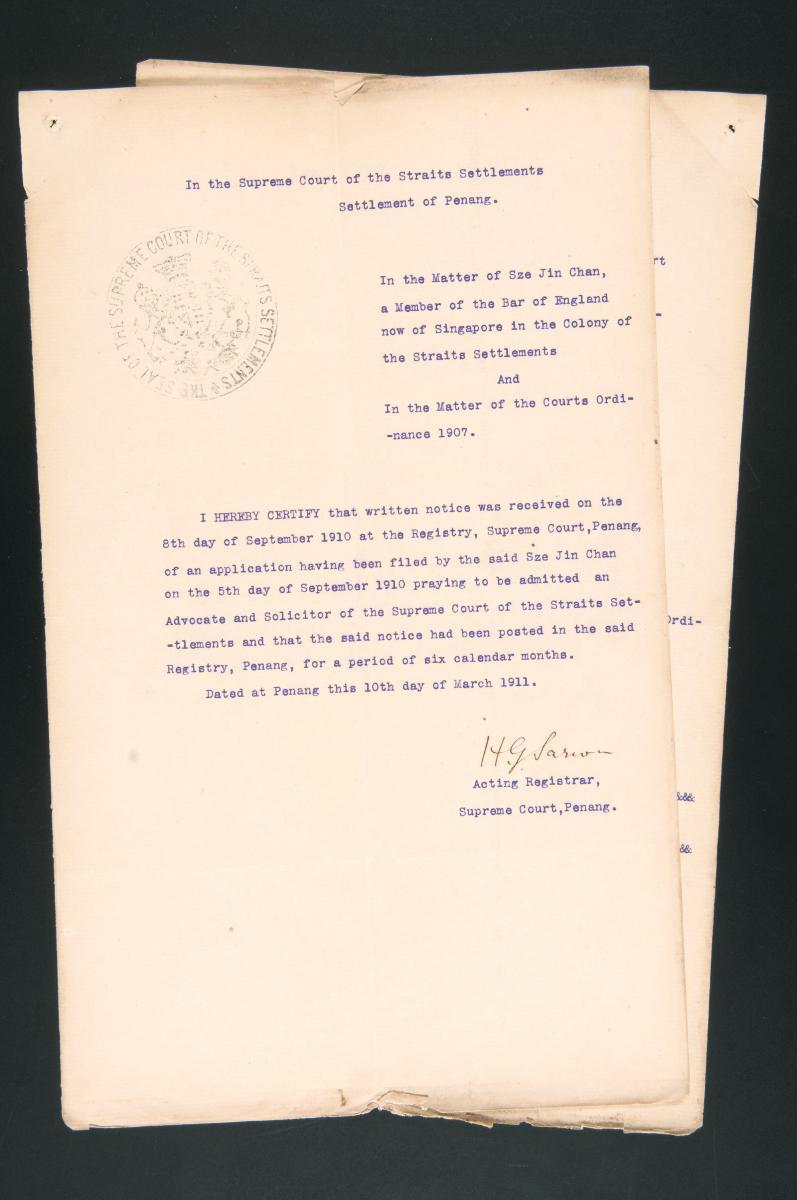 In the Supreme Court of the Straits Settlements
Settlement of Penang.
THE SEAL OF THE SUPREME COURT OF THE STRAITS SETTLEMENTS
In the Matter of Sze Jin Chan,
a Member of the Bar of England
now of Singapore in the Colony of
the Straits Settlements
And
In the Matter of the Courts Ordi-
-nance 1907.
I HEREBY CERTIFY that written notice was received on the
8th day of September 1910 at the Registry, Supreme Court,Penang,
of an application having been filed by the said Sze Jin Chan
on the 5th day of September 1910 praying to be admitted an
Advocate and Solicitor of the Supreme Court of the Straits Set-
-tlements and that the said notice had been posted in the said
Registry, Penang, for a period of six calendar months.
Dated at Penang this 10th day of March 1911.
H G Sarwon
Acting Registrar,
Supreme Court,Penang.
rt
-
Ordi-
&&
&&